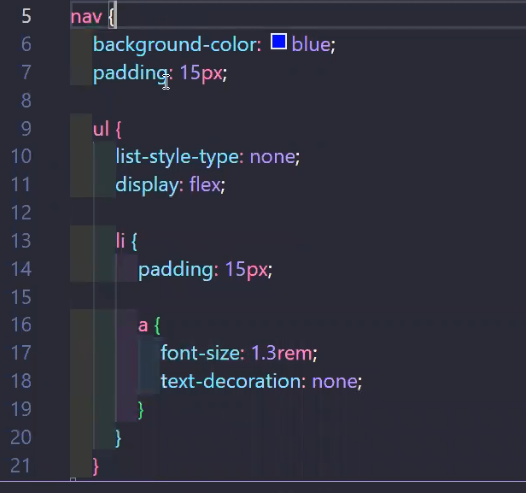 5 nav {
6 background-color: blue;
7 padding: 15px;
8
9 ul {
10 list-style-type: none;
11 display: flex;
12
13 li {
14 padding: 15px;
15
16 a {
17 font-size: 1.3rem;
18 text-decoration: none;
19 }
20 }
21 }